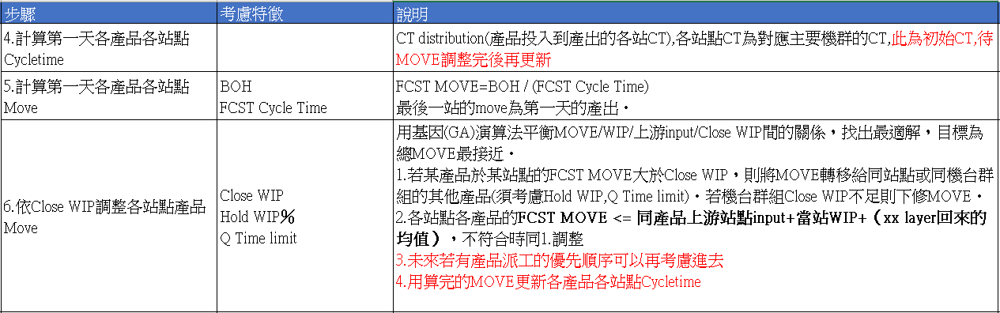 步驟
考慮特徵
說明
4.計算第一天各產品各站點
Cycletime
CT distribution(產品投入到產出的各站CT),各站點CT為對應主要機群的CT,此為初始CT,待
MOVE調整完後再更新
5.計算第一天各產品各站點
Move
BOH
FCST Cycle Time
FCST MOVE=BOH / (FCST Cycle Time)
最後一站的move為第一天的產出。
6.依Close WIP調整各站點產品
Move
Close WIP
Hold WIP%
Q Time limit
用基因(GA)演算法平衡MOVE/WIP/上游input/Close WIP間的關係，找出最適解，目標為
總MOVE最接近。
1.若某產品於某站點的FCST MOVE大於Close WIP，則將MOVE轉移給同站點或同機台群
組的其他產品(須考慮Hold WIP,Q Time limit)。若機台群組Close WIP不足則下修MOVE。
2.各站點各產品的FCST MOVE <= 同產品上游站點input+當站WIP+（xx layer回來的
均值），不符合時同1.調整
3.未來若有產品派工的優先順序可以再考慮進去
4.用算完的MOVE更新各產品各站點Cycletime